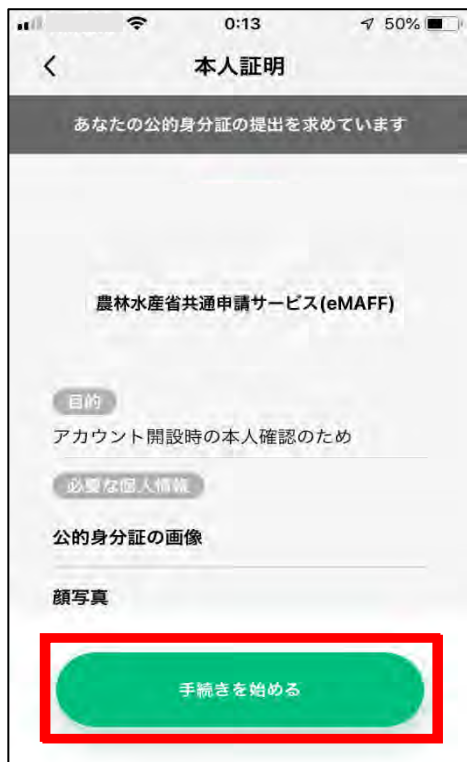 0:13
50%
本人証明
あなたの公的身分証の提出を求めています
農林水産省共通申請サービス(eMAFF)
目的
アカウント開設時の本人確認のため
必要な個人情報
公的身分証の画像
顔写真
手続きを始める